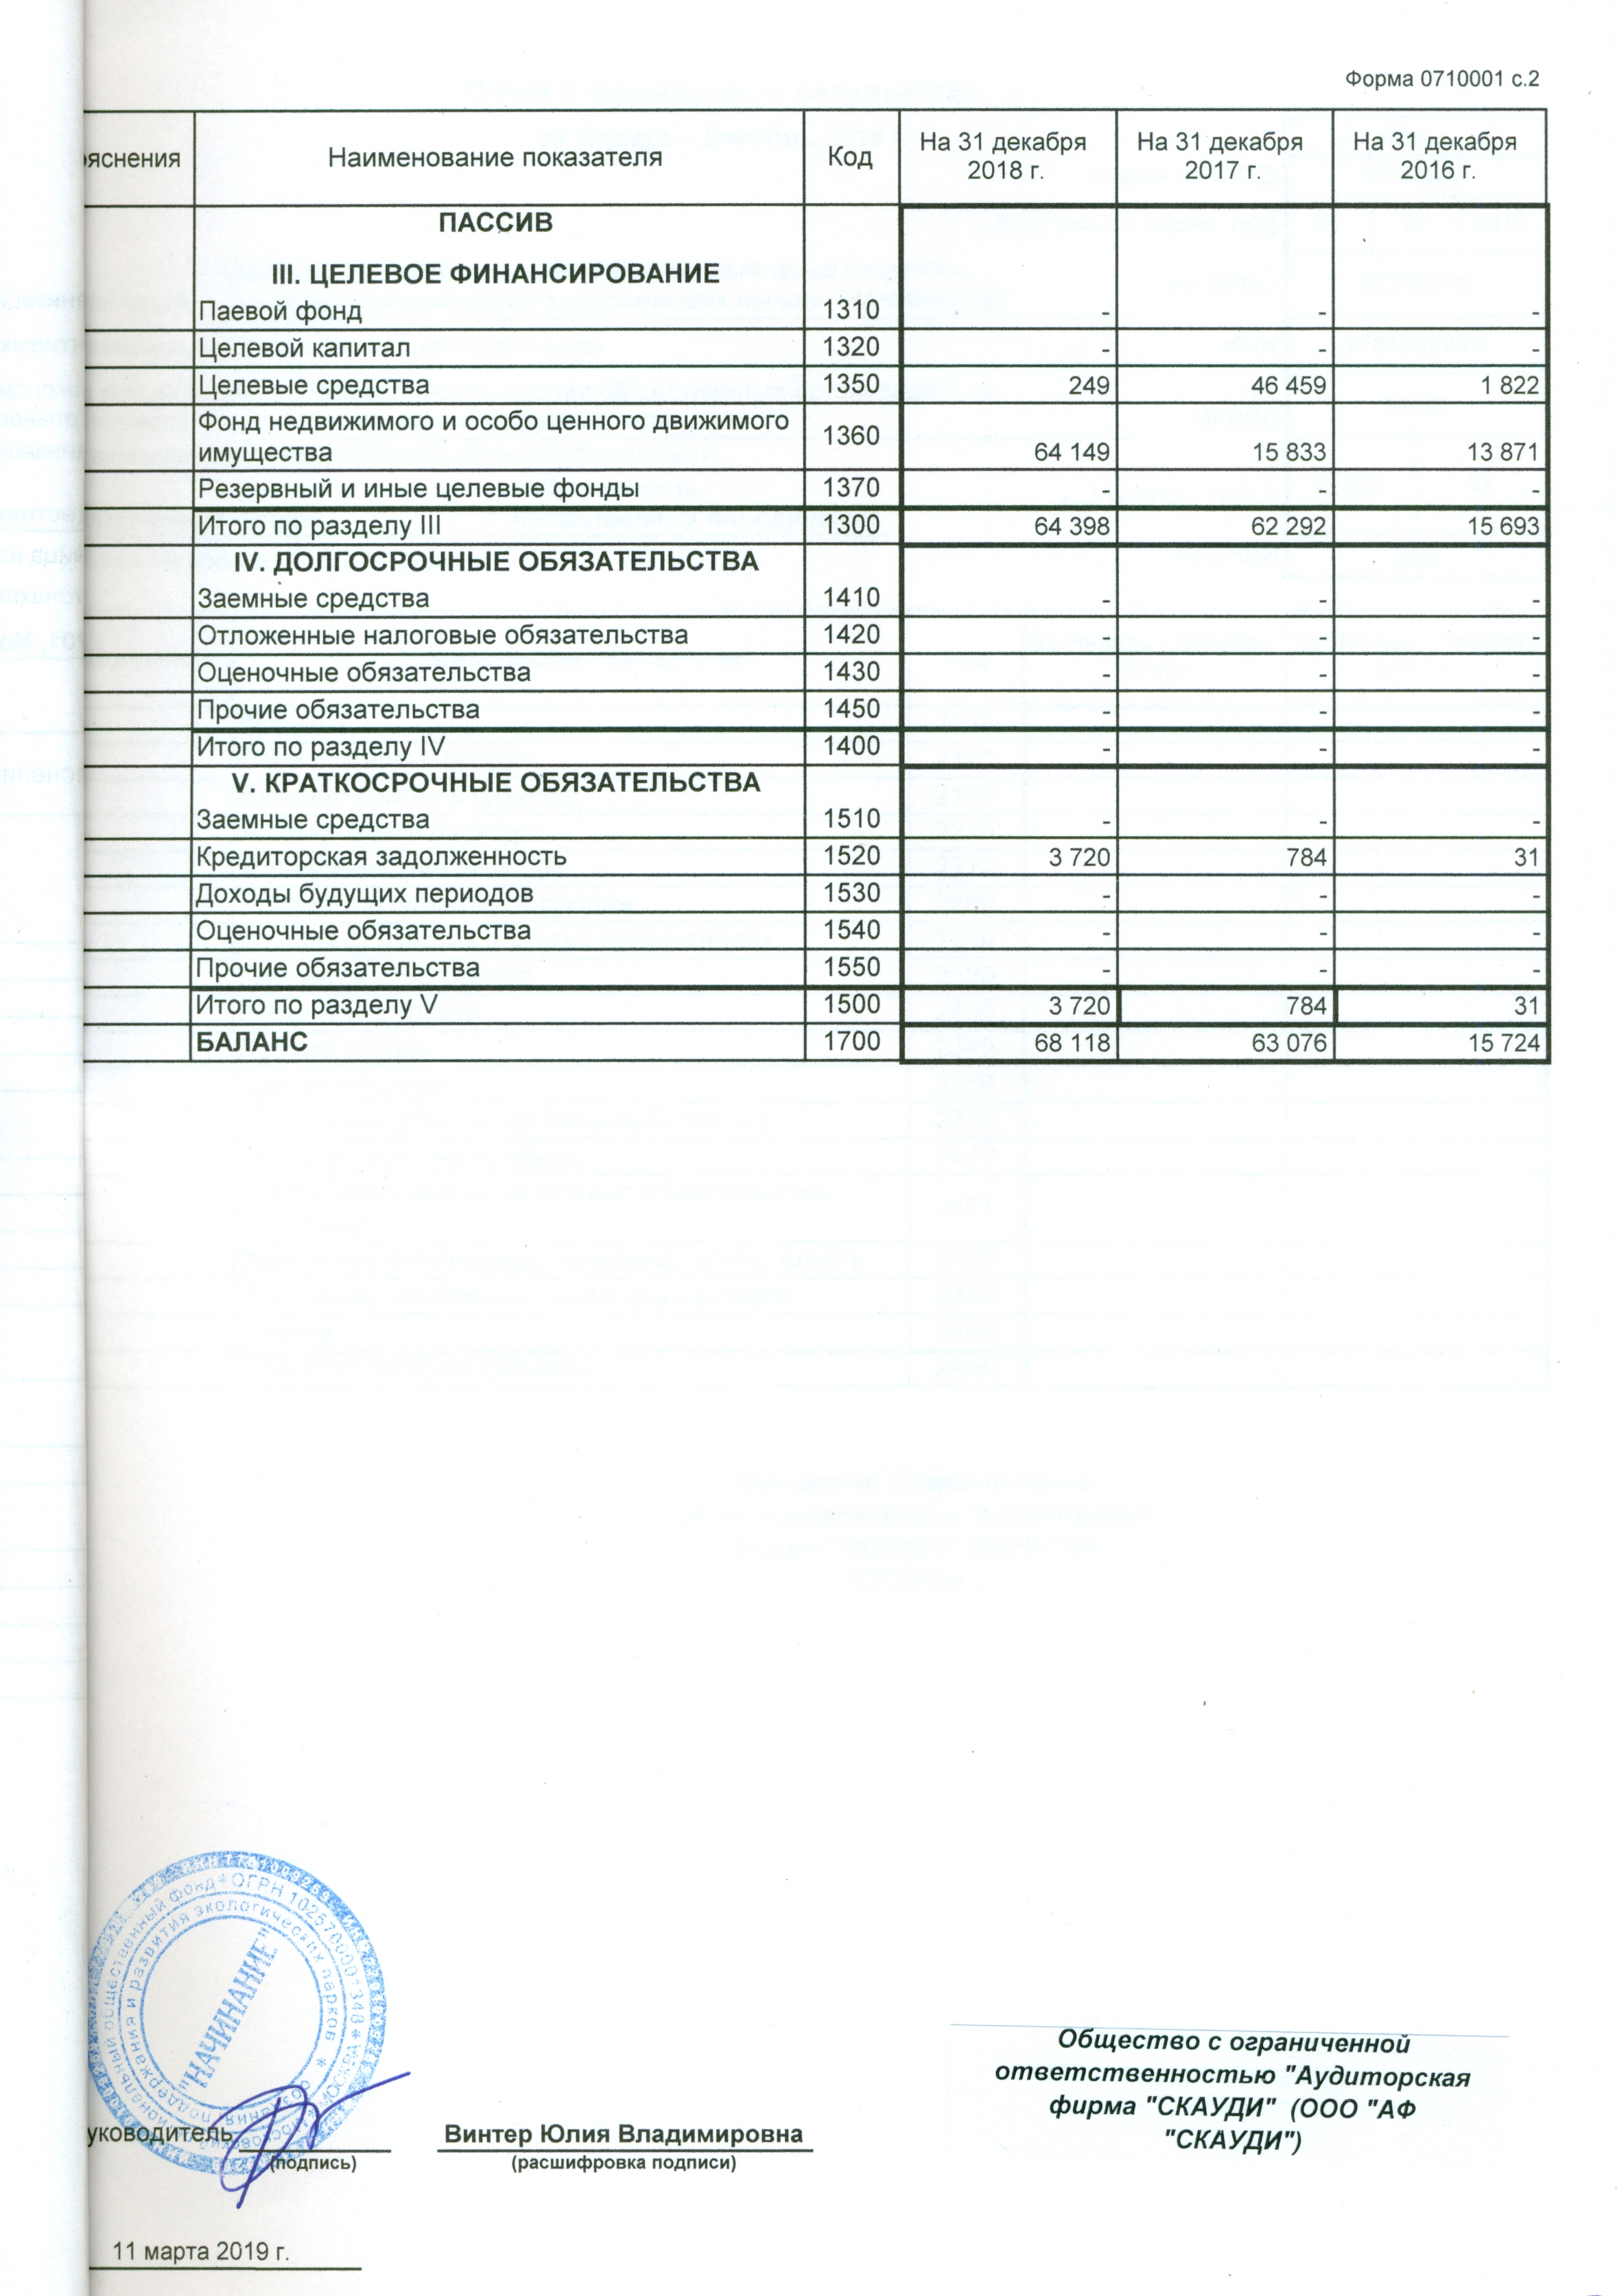 Форма 0710001 с.2
яснения Наименование показателя Код На 31 декабря 2018 г. На 31 декабря 2017 г. На 31 декабря 2016 г.
ПАССИВ
III. ЦЕЛЕВОЕ ФИНАНСИРОВАНИЕ
Паевой фонд 1310 - - -
Целевой капитал 1320 - - -
Целевые средства 1350 249 46 459 1 822
Фонд недвижимого и особо ценного движимого
имущества 1360 64 149 15 833 13 871
Резервный и иные целевые фонды 1370 - - -
Итого по разделу III 1300 64 398 62 292 15 693
IV. ДОЛГОСРОЧНЫЕ ОБЯЗАТЕЛЬСТВА
Заемные средства 1410 - - -
Отложенные налоговые обязательства 1420 - - -
Оценочные обязательства 1430 - - -
Прочие обязательства 1450 - - -
Итого по разделу IV 1400 - - -
V. КРАТКОСРОЧНЫЕ ОБЯЗАТЕЛЬСТВА
Заемные средства 1510 - - -
Кредиторская задолженность 1520 3 720 784 31
Доходы будущих периодов 1530 - - -
Оценочные обязательства 1540 - - -
Прочие обязательства 1550 - - -
Итого по разделу V 1500 3 720 784 31
БАЛАНС 1700 68 118 63 076 15 724
общественный фонд * ОГРН 1025700001348 * МОСКВА *
поддержания и развития экологических парков *
"НАЧИНАНИЕ"
Общество с ограниченной
ответственностью "Аудиторская
фирма "СКАУДИ" (ООО "АФ
"СКАУДИ")
уководитель Винтер Юлия Владимировна
(подпись) (расшифровка подписи)
11 марта 2019 г.